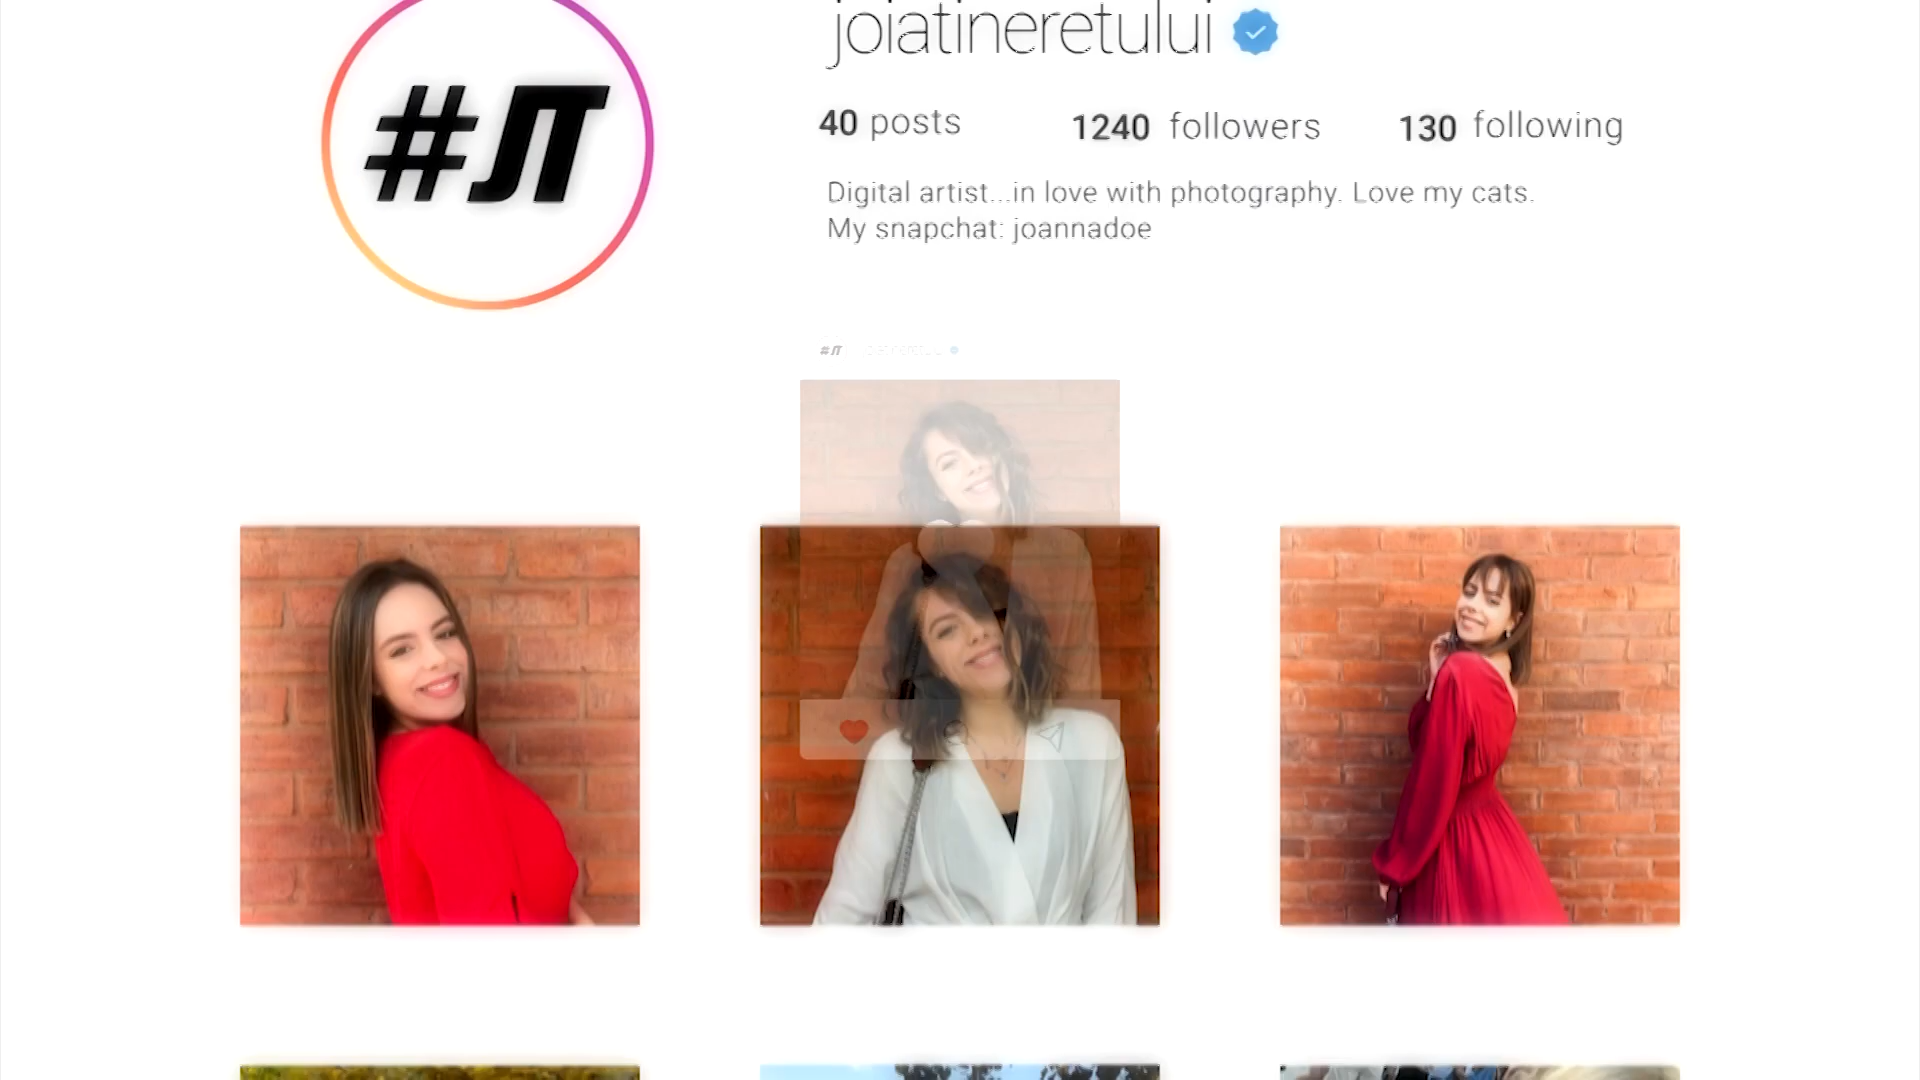 joiatineretului
#JT
40 posts 1240 followers 130 following
Digital artist...in love with photography. Love my cats.
My snapchat: joannadoe
#JT